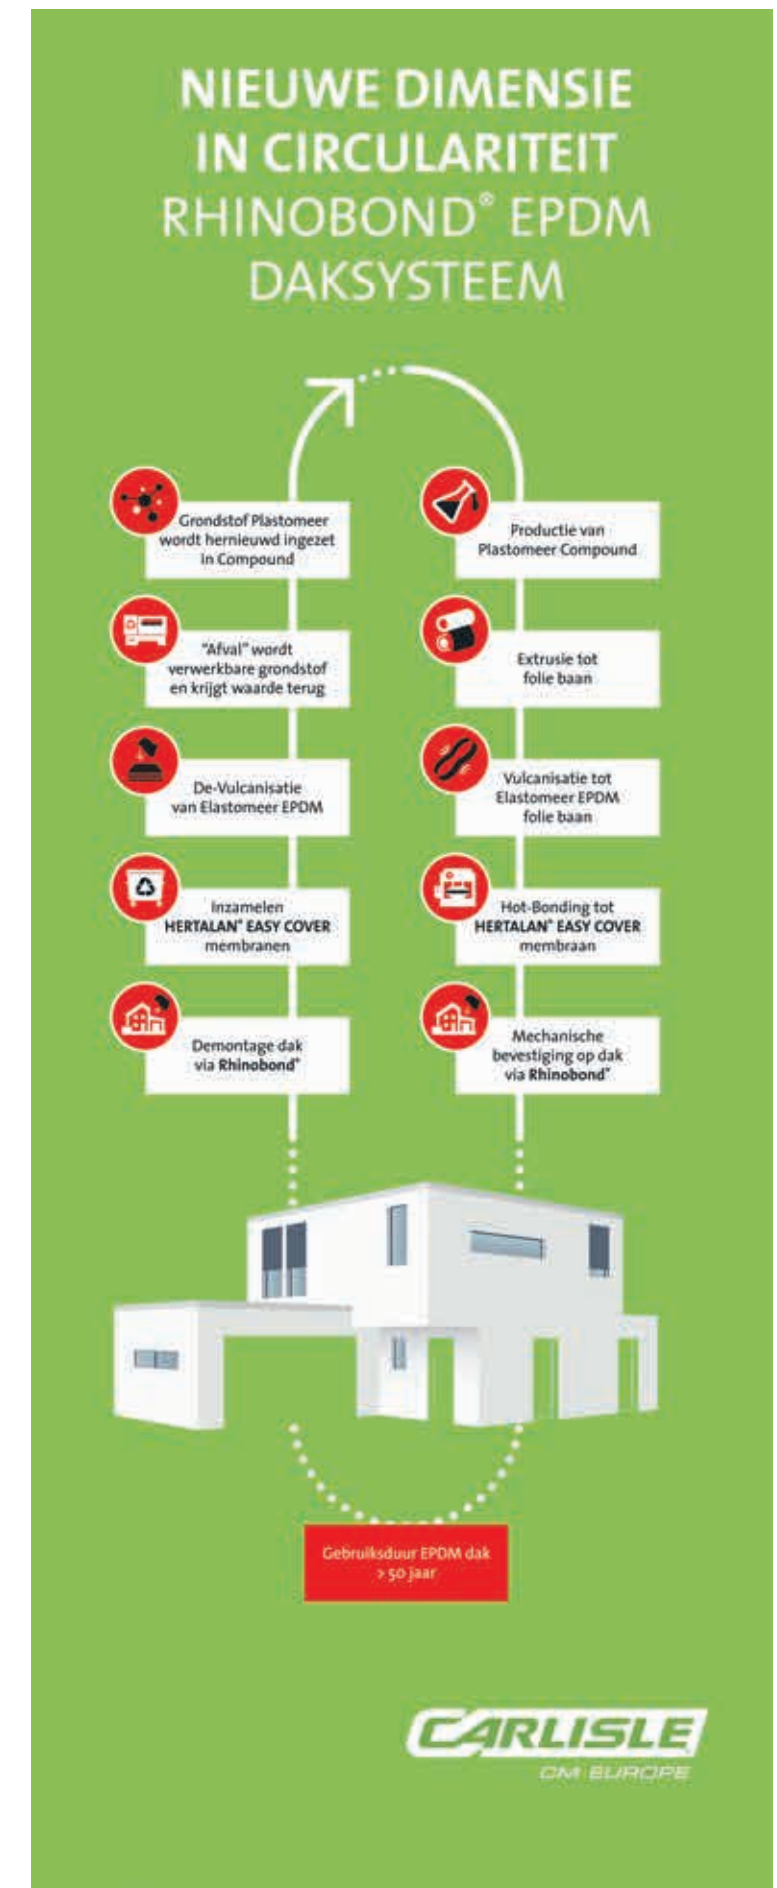 NIEUWE DIMENSIE
IN CIRCULARITEIT
RHINOBOND® EPDM
DAKSYSTEEM
Grondstof Plastomeer
wordt hernieuwd ingezet
in Compound
"Afval" wordt
verwerkbare grondstof
en krijgt waarde terug
De-Vulcanisatie
van Elastomeer EPDM
Inzamelen
HERTALAN® EASY COVER
membranen
Demontage dak
via Rhinobond®
Productie van
Plastomeer Compound
Extrusie tot
folie baan
Vulcanisatie tot
Elastomeer EPDM
folie baan
Hot-Bonding tot
HERTALAN® EASY COVER
membraan
Mechanische
bevestiging op dak
via Rhinobond®
Gebruiksduur EPDM dak
> 50 jaar
CARLISLE
CM EUROPE